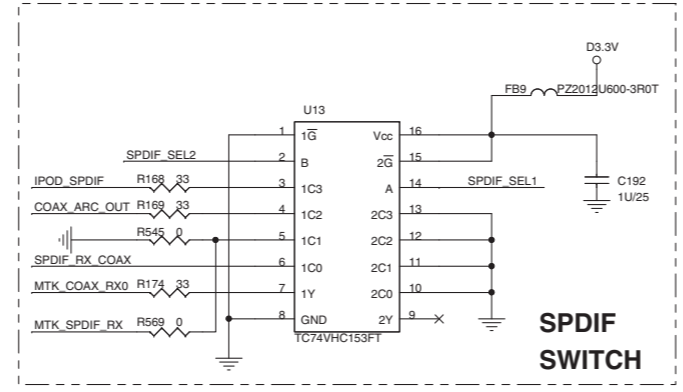 D3.3V
FB9 PZ2012U600-3R0T
U13
1 1G Vcc 16
SPDIF_SEL2 2 B 2G 15
IPOD_SPDIF R168 33 3 1C3 A 14 SPDIF_SEL1
C192
1U/25
COAX_ARC_OUT R169 33 4 1C2 2C3 13
R545 0 5 1C1 2C2 12
SPDIF_RX_COAX 6 1C0 2C1 11
MTK_COAX_RX0 R174 33 7 1Y 2C0 10
MTK_SPDIF_RX R569 0 8 GND 2Y 9
TC74VHC153FT
SPDIF
SWITCH